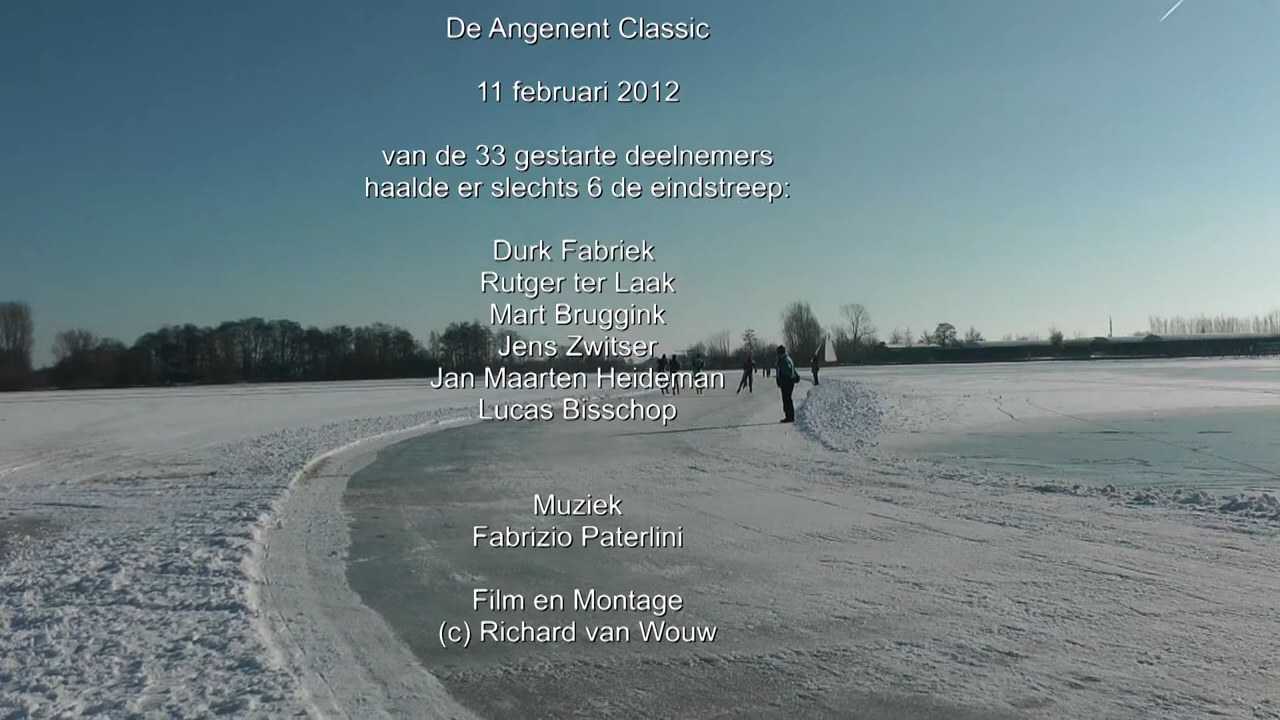 De Angenent Classic
11 februari 2012
van de 33 gestarte deelnemers
haalde er slechts 6 de eindstreep:
Durk Fabriek
Rutger ter Laak
Mart Bruggink
Jens Zwitser
Jan Maarten Heideman
Lucas Bisschop
Muziek
Fabrizio Paterlini
Film en Montage
(c) Richard van Wouw